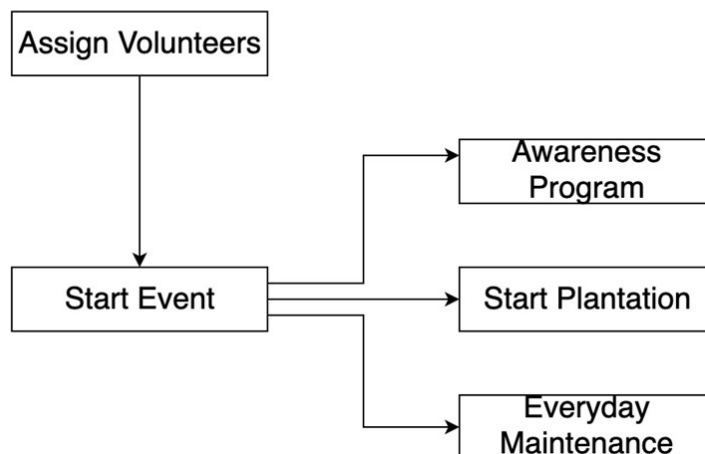 Assign Volunteers
Awareness
Program
Start Event
Start Plantation
Everyday
Maintenance